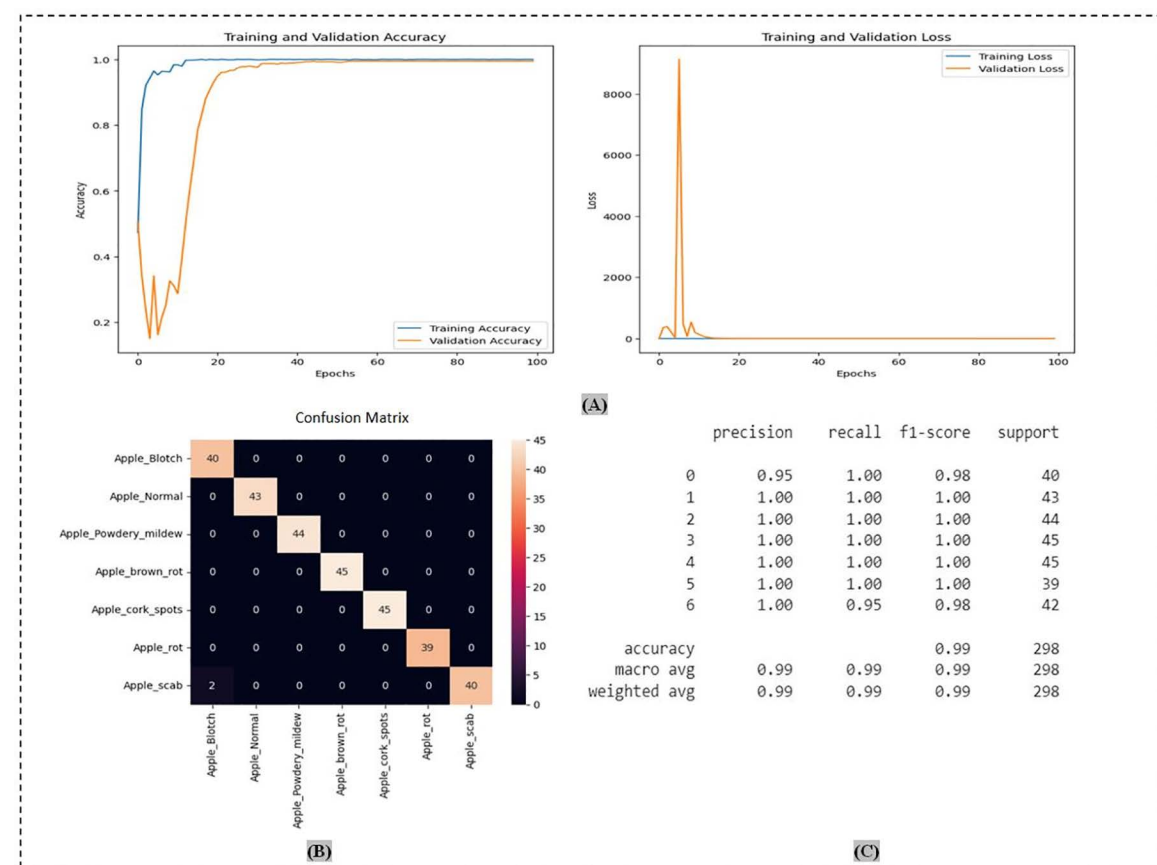 Training and Validation Accuracy
1.0
0.8
0.6
0.4
0.2
Accuracy
0 20 40 60 80 100
Epochs
Training Accuracy
Validation Accuracy
Training and Validation Loss
Training Loss
Validation Loss
8000
6000
4000
2000
0
Loss
0 20 40 60 80 100
Epochs
(A)
Confusion Matrix
Apple_Blotch 40 0 0 0 0 0 0
Apple_Normal 0 43 0 0 0 0 0
Apple_Powdery_mildew 0 0 44 0 0 0 0
Apple_brown_rot 0 0 0 45 0 0 0
Apple_cork_spots 0 0 0 0 45 0 0
Apple_rot 0 0 0 0 0 39 0
Apple_scab 2 0 0 0 0 0 40
Apple_Blotch
Apple_Normal
Apple_Powdery_mildew
Apple_brown_rot
Apple_cork_spots
Apple_rot
Apple_scab
45
40
35
30
25
20
15
10
5
0
(B)
precision recall f1-score support
0 0.95 1.00 0.98 40
1 1.00 1.00 1.00 43
2 1.00 1.00 1.00 44
3 1.00 1.00 1.00 45
4 1.00 1.00 1.00 45
5 1.00 1.00 1.00 39
6 1.00 0.95 0.98 42
accuracy 0.99 298
macro avg 0.99 0.99 0.99 298
weighted avg 0.99 0.99 0.99 298
(C)